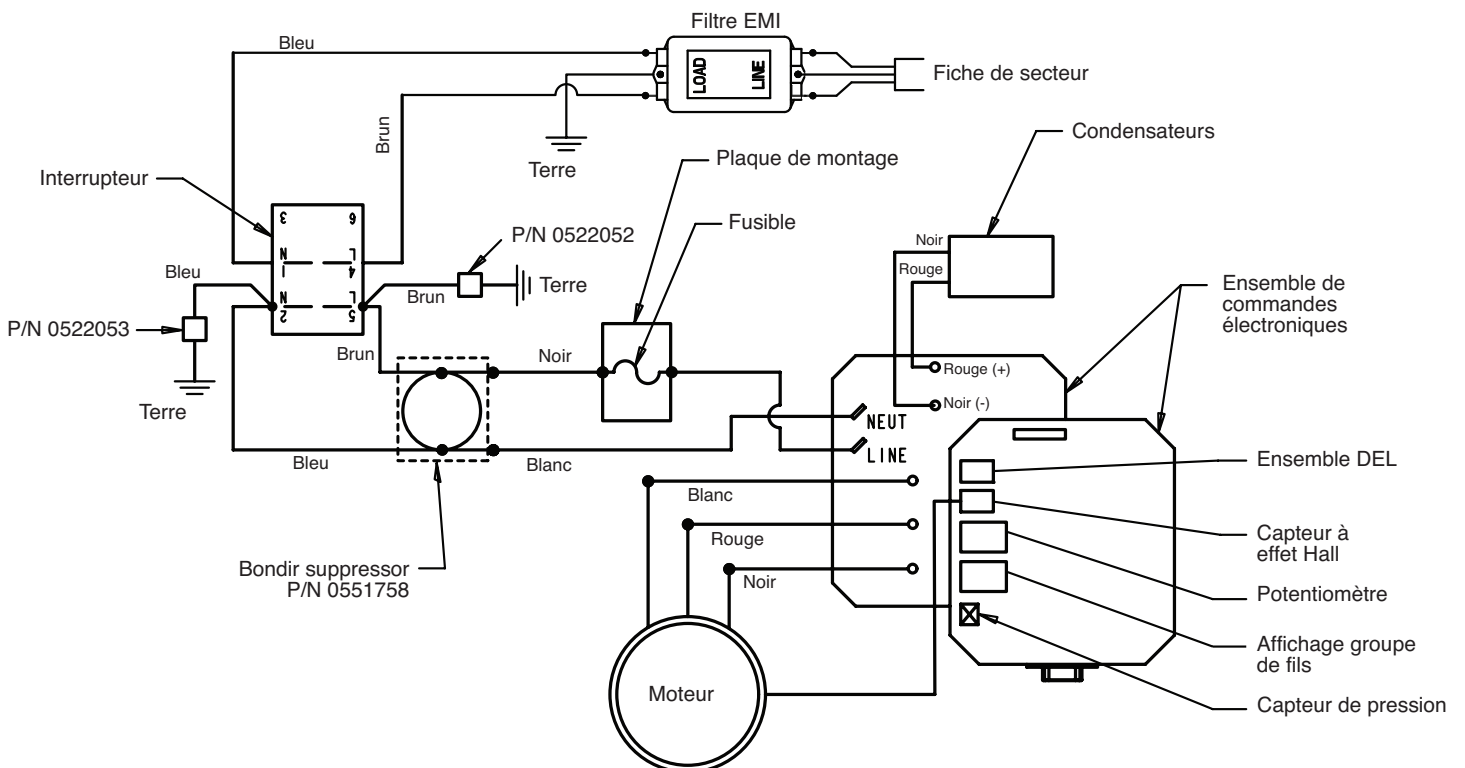 Filtre EMI
Bleu
LOAD
LINE
Fiche de secteur
Brun
Terre
Condensateurs
Plaque de montage
Interrupteur
Fusible
3
6
P/N 0522052
Noir
N
1
L
4
Rouge
Bleu
Brun
Terre
Ensemble de
commandes
électroniques
N
2
L
5
P/N 0522053
Brun
Noir
Rouge (+)
Terre
Noir (-)
NEUT
LINE
Bleu
Blanc
Ensemble DEL
Blanc
Capteur à
effet Hall
Rouge
Bondir suppressor
P/N 0551758
Noir
Potentiomètre
Affichage groupe
de fils
Moteur
Capteur de pression